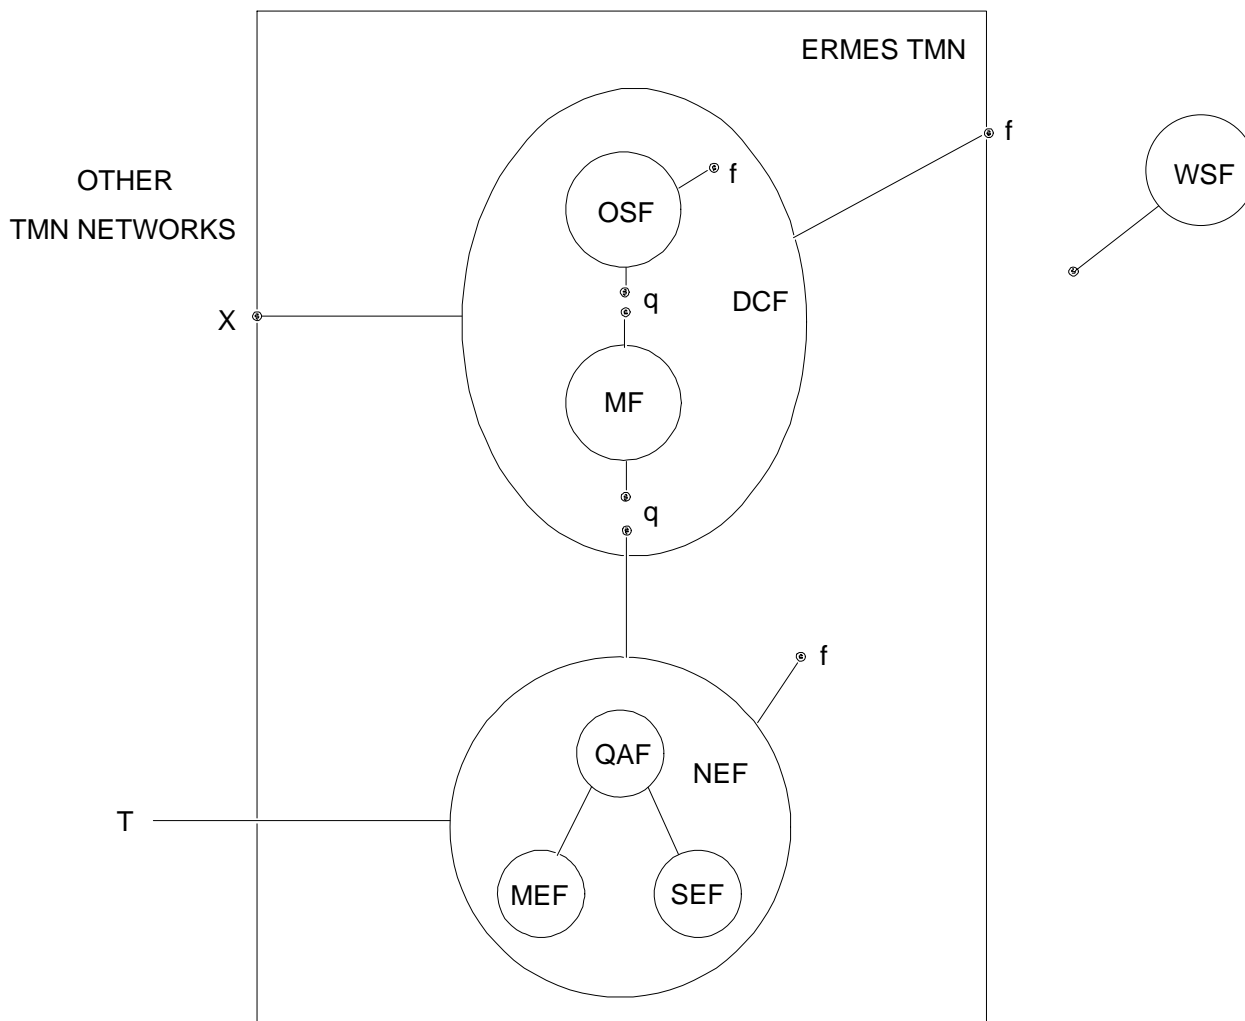 ERMES TMN
f
WSF
OTHER
TMN NETWORKS
f
OSF
q
DCF
X
MF
q
f
QAF
NEF
T
MEF
SEF